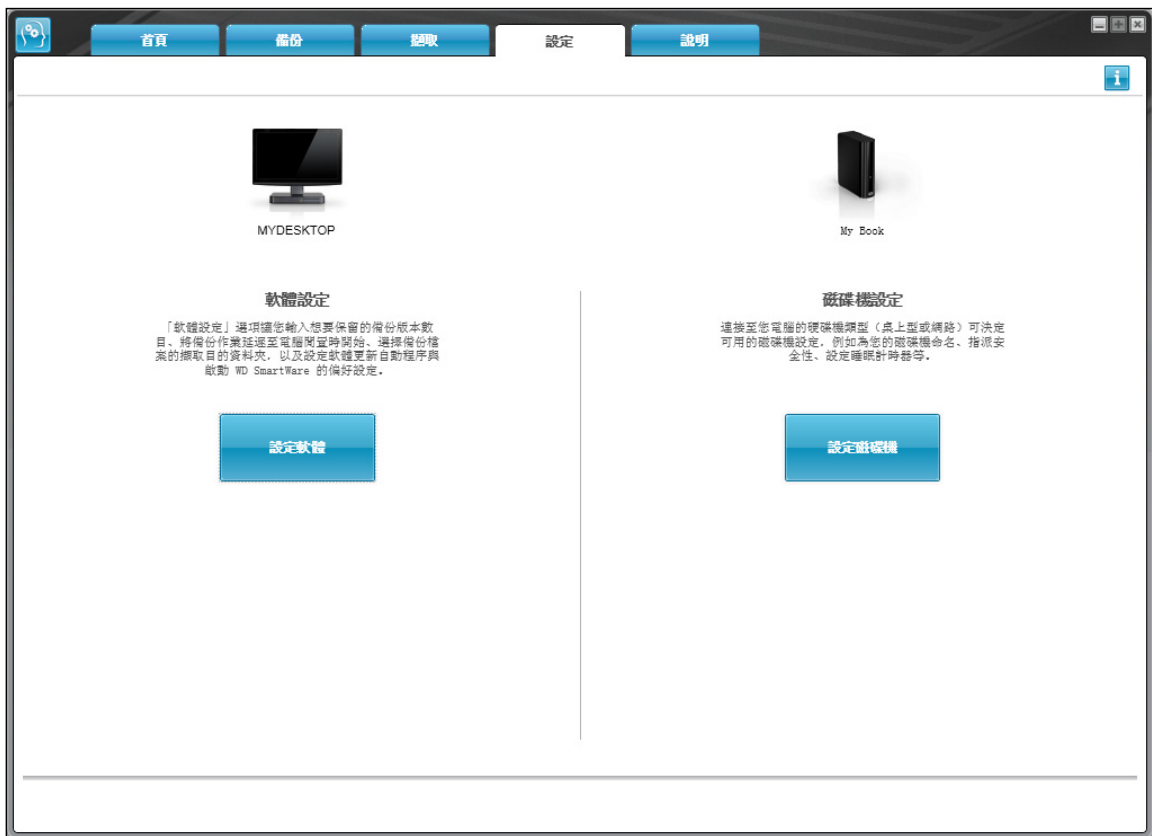 首頁
備份
擷取
設定
說明
i
MYDESKTOP
My Book
軟體設定
「軟體設定」選項讓您輸入想要保留的備份版本數
目、將備份作業延遲至電腦閒置時開始、選擇備份檔
案的擷取目的資料夾，以及設定軟體更新自動程序與
啟動 WD SmartWare 的偏好設定。
設定軟體
磁碟機設定
連接至您電腦的硬碟機類型（桌上型或網路）可決定
可用的磁碟機設定，例如為您的磁碟機命名、指派安
全性、設定睡眠計時器等。
設定磁碟機